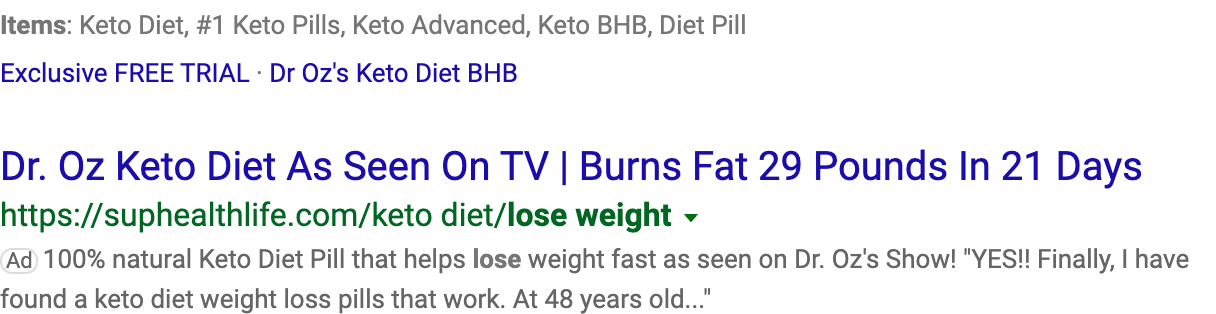 Items: Keto Diet, #1 Keto Pills, Keto Advanced, Keto BHB, Diet Pill
Exclusive FREE TRIAL · Dr Oz's Keto Diet BHB
Dr. Oz Keto Diet As Seen On TV | Burns Fat 29 Pounds In 21 Days
https://suphealthlife.com/keto diet/lose weight
Ad 100% natural Keto Diet Pill that helps lose weight fast as seen on Dr. Oz's Show! "YES!! Finally, I have
found a keto diet weight loss pills that work. At 48 years old..."